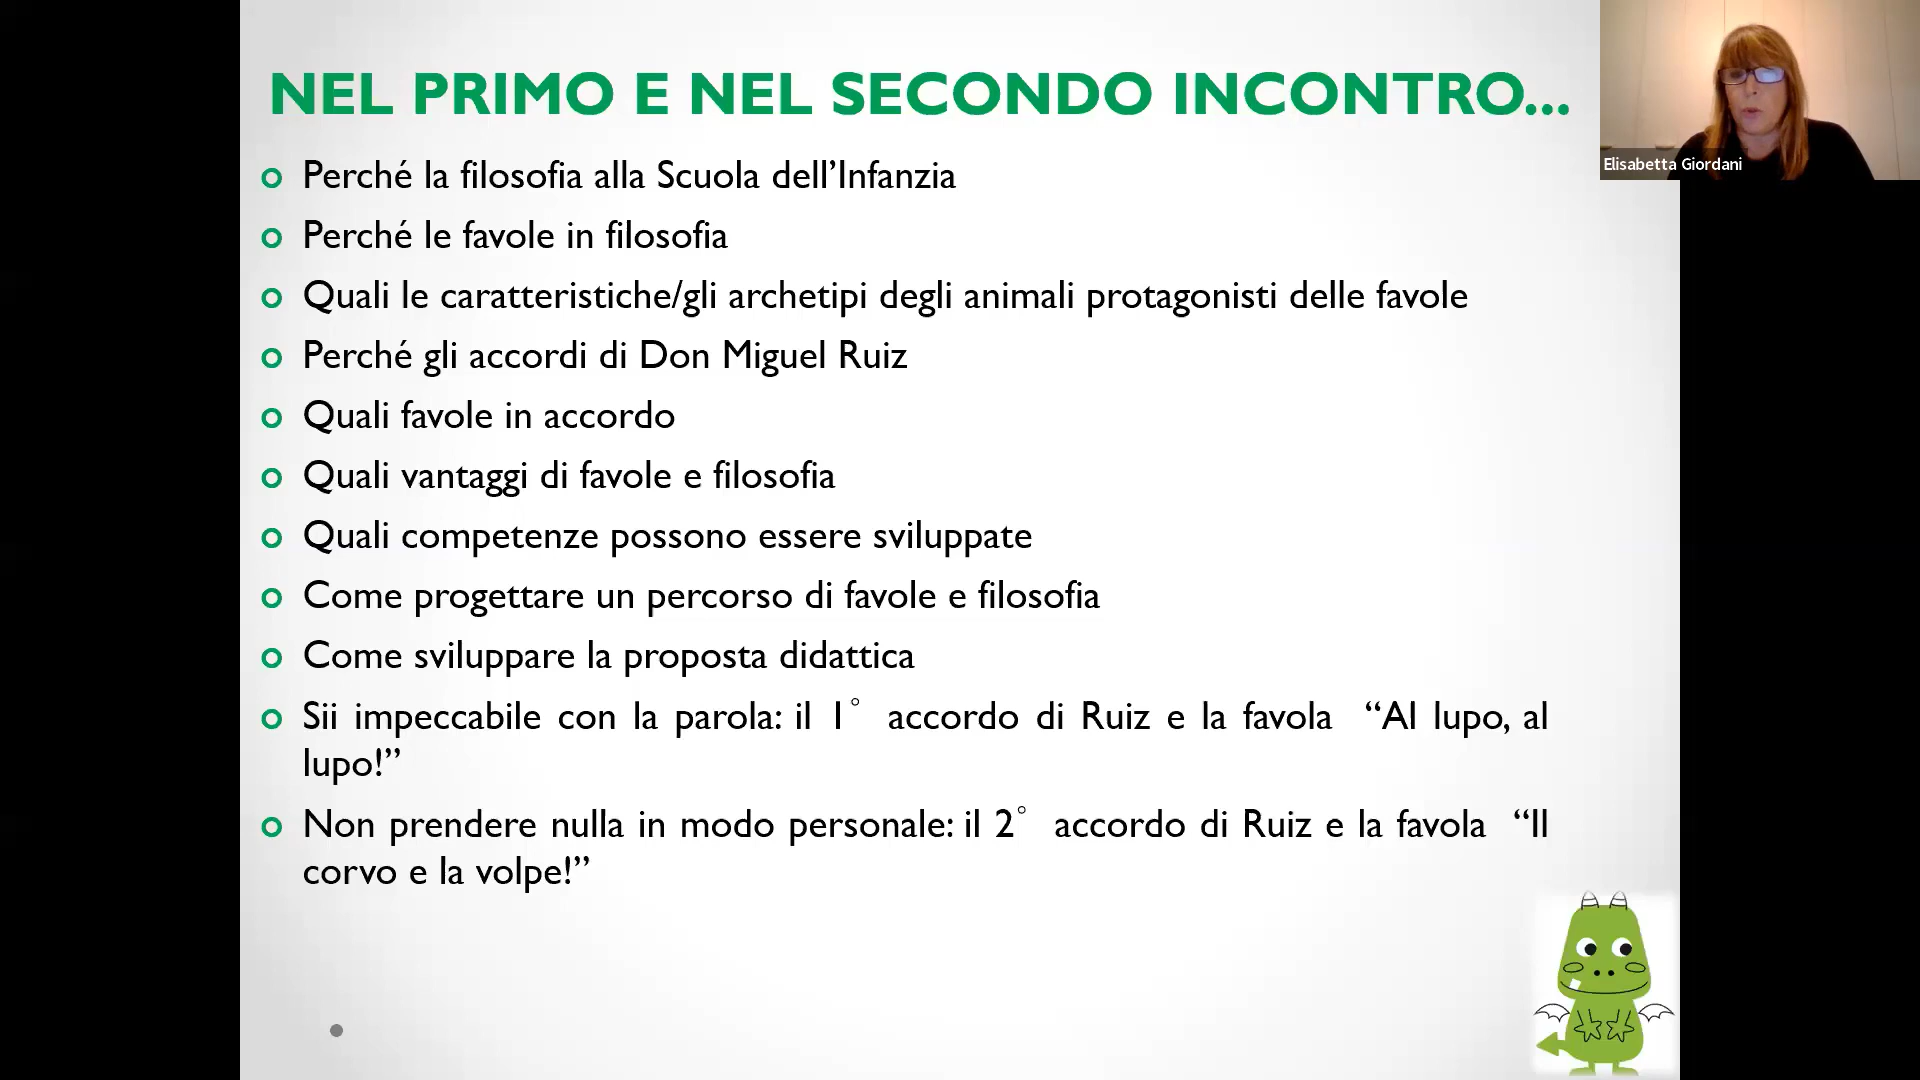 NEL PRIMO E NEL SECONDO INCONTRO...
Elisabetta Giordani
Perché la filosofia alla Scuola dell’Infanzia
Perché le favole in filosofia
Quali le caratteristiche/gli archetipi degli animali protagonisti delle favole
Perché gli accordi di Don Miguel Ruiz
Quali favole in accordo
Quali vantaggi di favole e filosofia
Quali competenze possono essere sviluppate
Come progettare un percorso di favole e filosofia
Come sviluppare la proposta didattica
Sii impeccabile con la parola: il 1° accordo di Ruiz e la favola “Al lupo, al
lupo!”
Non prendere nulla in modo personale: il 2° accordo di Ruiz e la favola “Il
corvo e la volpe!”